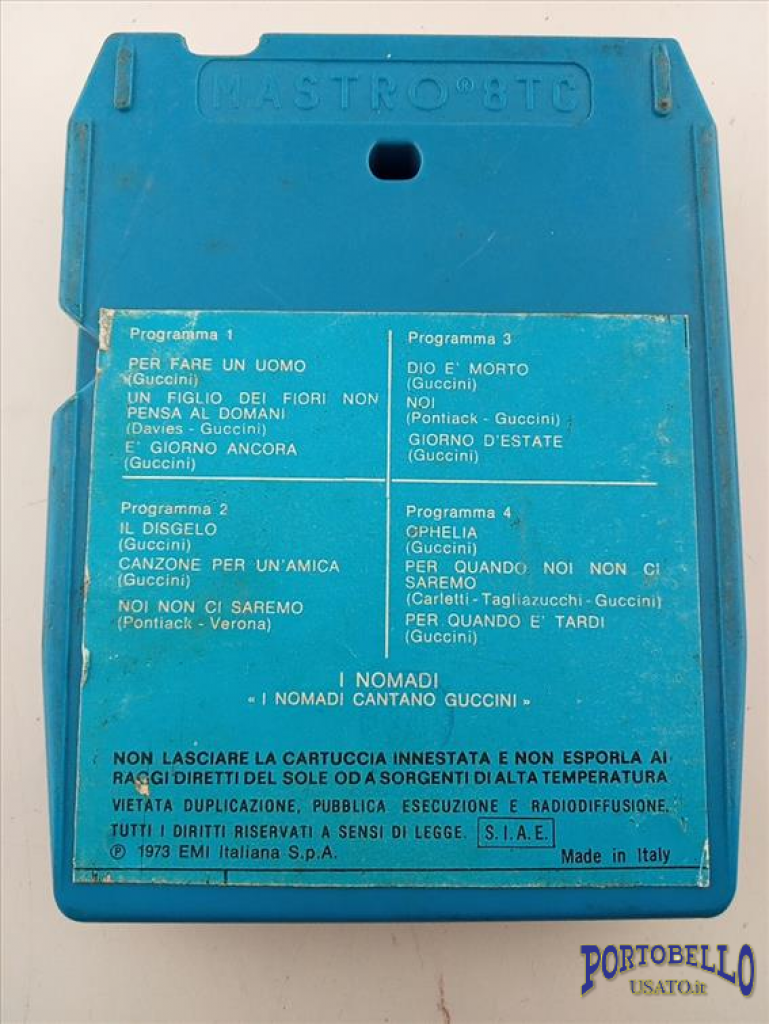 MASTRO® 8TC
Programma 1
PER FARE UN UOMO
(Guccini)
UN FIGLIO DEI FIORI NON
PENSA AL DOMANI
(Davies - Guccini)
E' GIORNO ANCORA
(Guccini)
Programma 2
IL DISGELO
(Guccini)
CANZONE PER UN'AMICA
(Guccini)
NOI NON CI SAREMO
(Pontiack - Verona)
Programma 3
DIO E' MORTO
(Guccini)
NOI
(Pontiack - Guccini)
GIORNO D'ESTATE
(Guccini)
Programma 4
OPHELIA
(Guccini)
PER QUANDO NOI NON CI
SAREMO
(Carletti - Tagliazucchi - Guccini)
PER QUANDO E' TARDI
(Guccini)
I NOMADI
« I NOMADI CANTANO GUCCINI »
NON LASCIARE LA CARTUCCIA INNESTATA E NON ESPORLA AI
RAGGI DIRETTI DEL SOLE OD A SORGENTI DI ALTA TEMPERATURA
VIETATA DUPLICAZIONE, PUBBLICA ESECUZIONE E RADIODIFFUSIONE.
TUTTI I DIRITTI RISERVATI A SENSI DI LEGGE. S.I.A.E.
℗ 1973 EMI Italiana S.p.A.
Made in Italy
PORTOBELLO
USATO.it